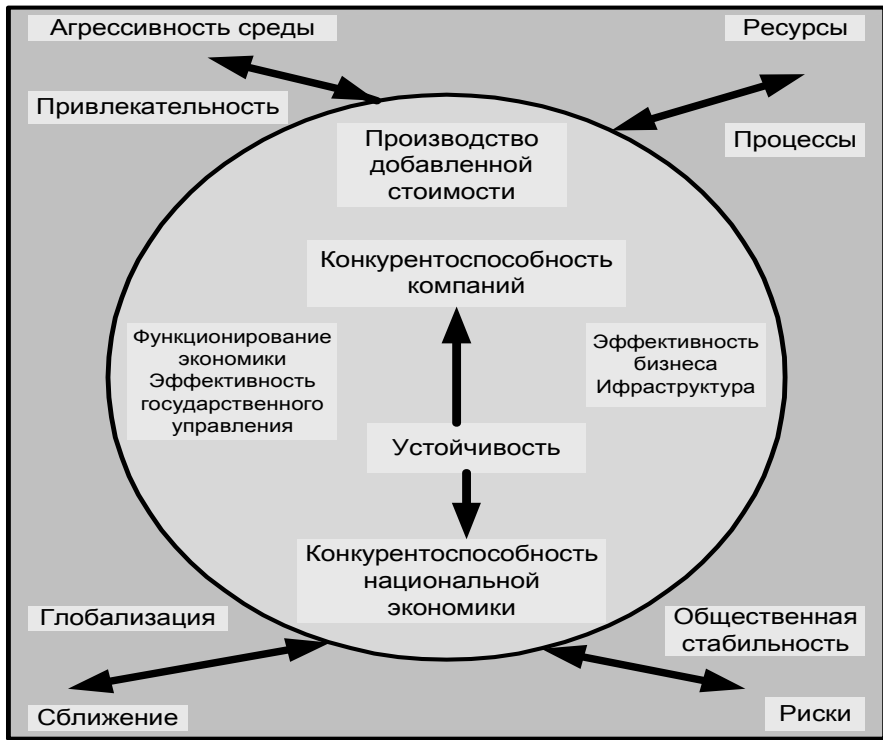 Агрессивность среды
Ресурсы
Привлекательность
Процессы
Производство
добавленной
стоимости
Конкурентоспособность
компаний
Функционирование
экономики
Эффективность
государственного
управления
Эффективность
бизнеса
Ифраструктура
Устойчивость
Конкурентоспособность
национальной
экономики
Глобализация
Общественная
стабильность
Сближение
Риски